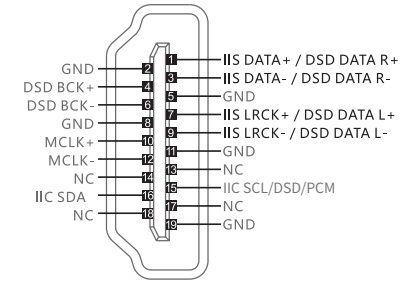 1 IIS DATA+ / DSD DATA R+
GND 2
3 IIS DATA- / DSD DATA R-
DSD BCK+ 4
5 GND
DSD BCK- 6
7 IIS LRCK+ / DSD DATA L+
GND 8
9 IIS LRCK- / DSD DATA L-
MCLK+ 10
11 GND
MCLK- 12
13 NC
NC 14
15 IIC SCL/DSD/PCM
IIC SDA 16
17 NC
NC 18
19 GND